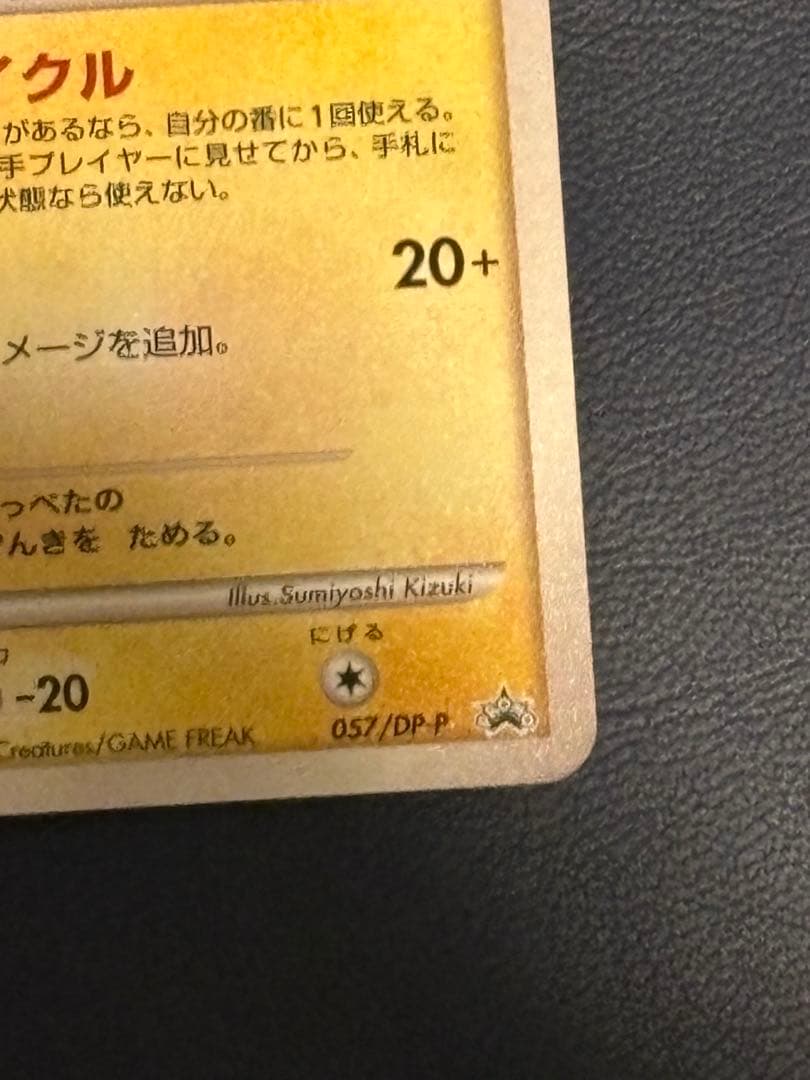 イクル
があるなら、自分の番に1回使える。
手プレイヤーに見せてから、手札に
状態なら使えない。
20+
メージを追加。
っぺたの
んきを ためる。
Illus.Sumiyoshi Kizuki
にげる
-20
057/DP-P
Creatures/GAME FREAK